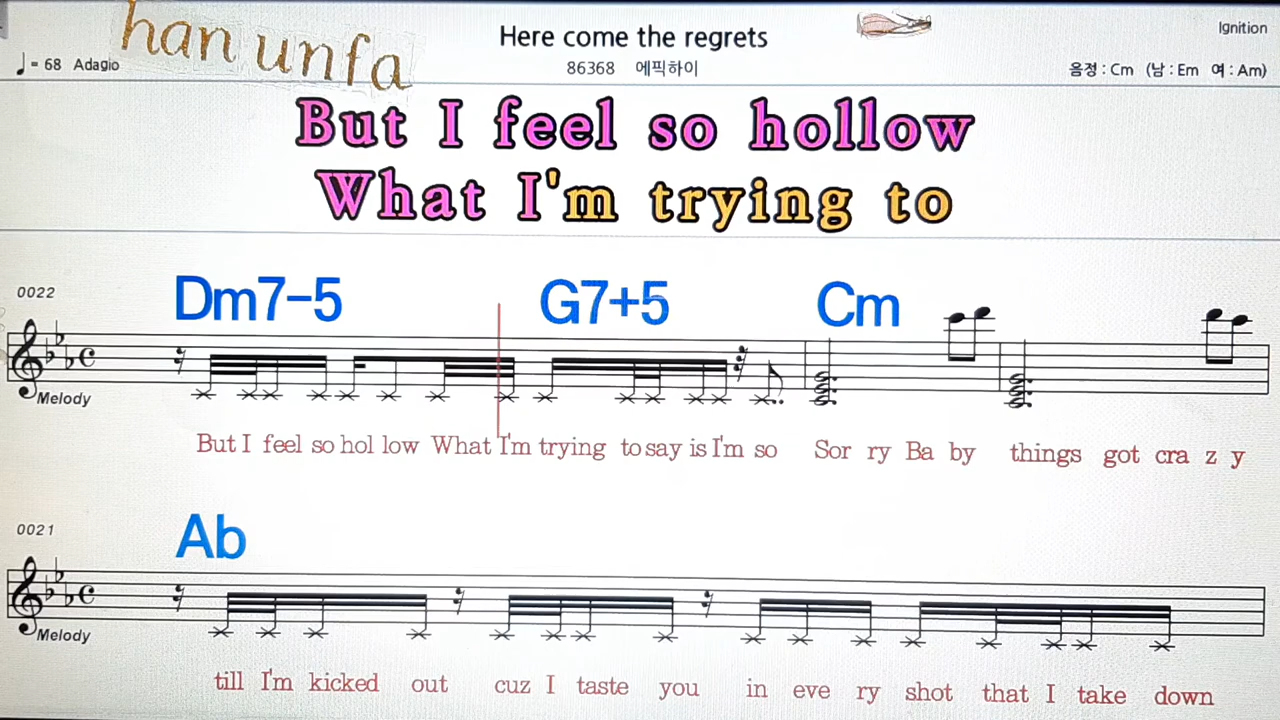 han unfa
Here come the regrets
Ignition
♩= 68 Adagio
86368 에픽하이
음정 : Cm (남 : Em 여 : Am)
But I feel so hollow
What I'm trying to
0022
Dm7-5 G7+5 Cm
Melody
But I feel so hol low What I'm trying to say is I'm so Sor ry Ba by things got cra z y
0021
Ab
Melody
till I'm kicked out cuz I taste you in eve ry shot that I take down